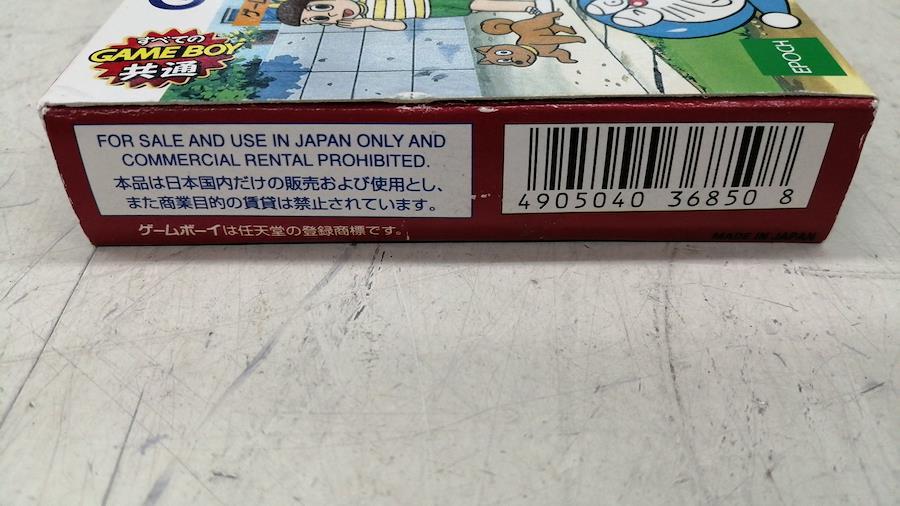 ゲー
すべての
GAME BOY
共通
EPOCH
FOR SALE AND USE IN JAPAN ONLY AND
COMMERCIAL RENTAL PROHIBITED.
本品は日本国内だけの販売および使用とし、
また商業目的の賃貸は禁止されています。
ゲームボーイは任天堂の登録商標です。
4905040 36850 8
MADE IN JAPAN